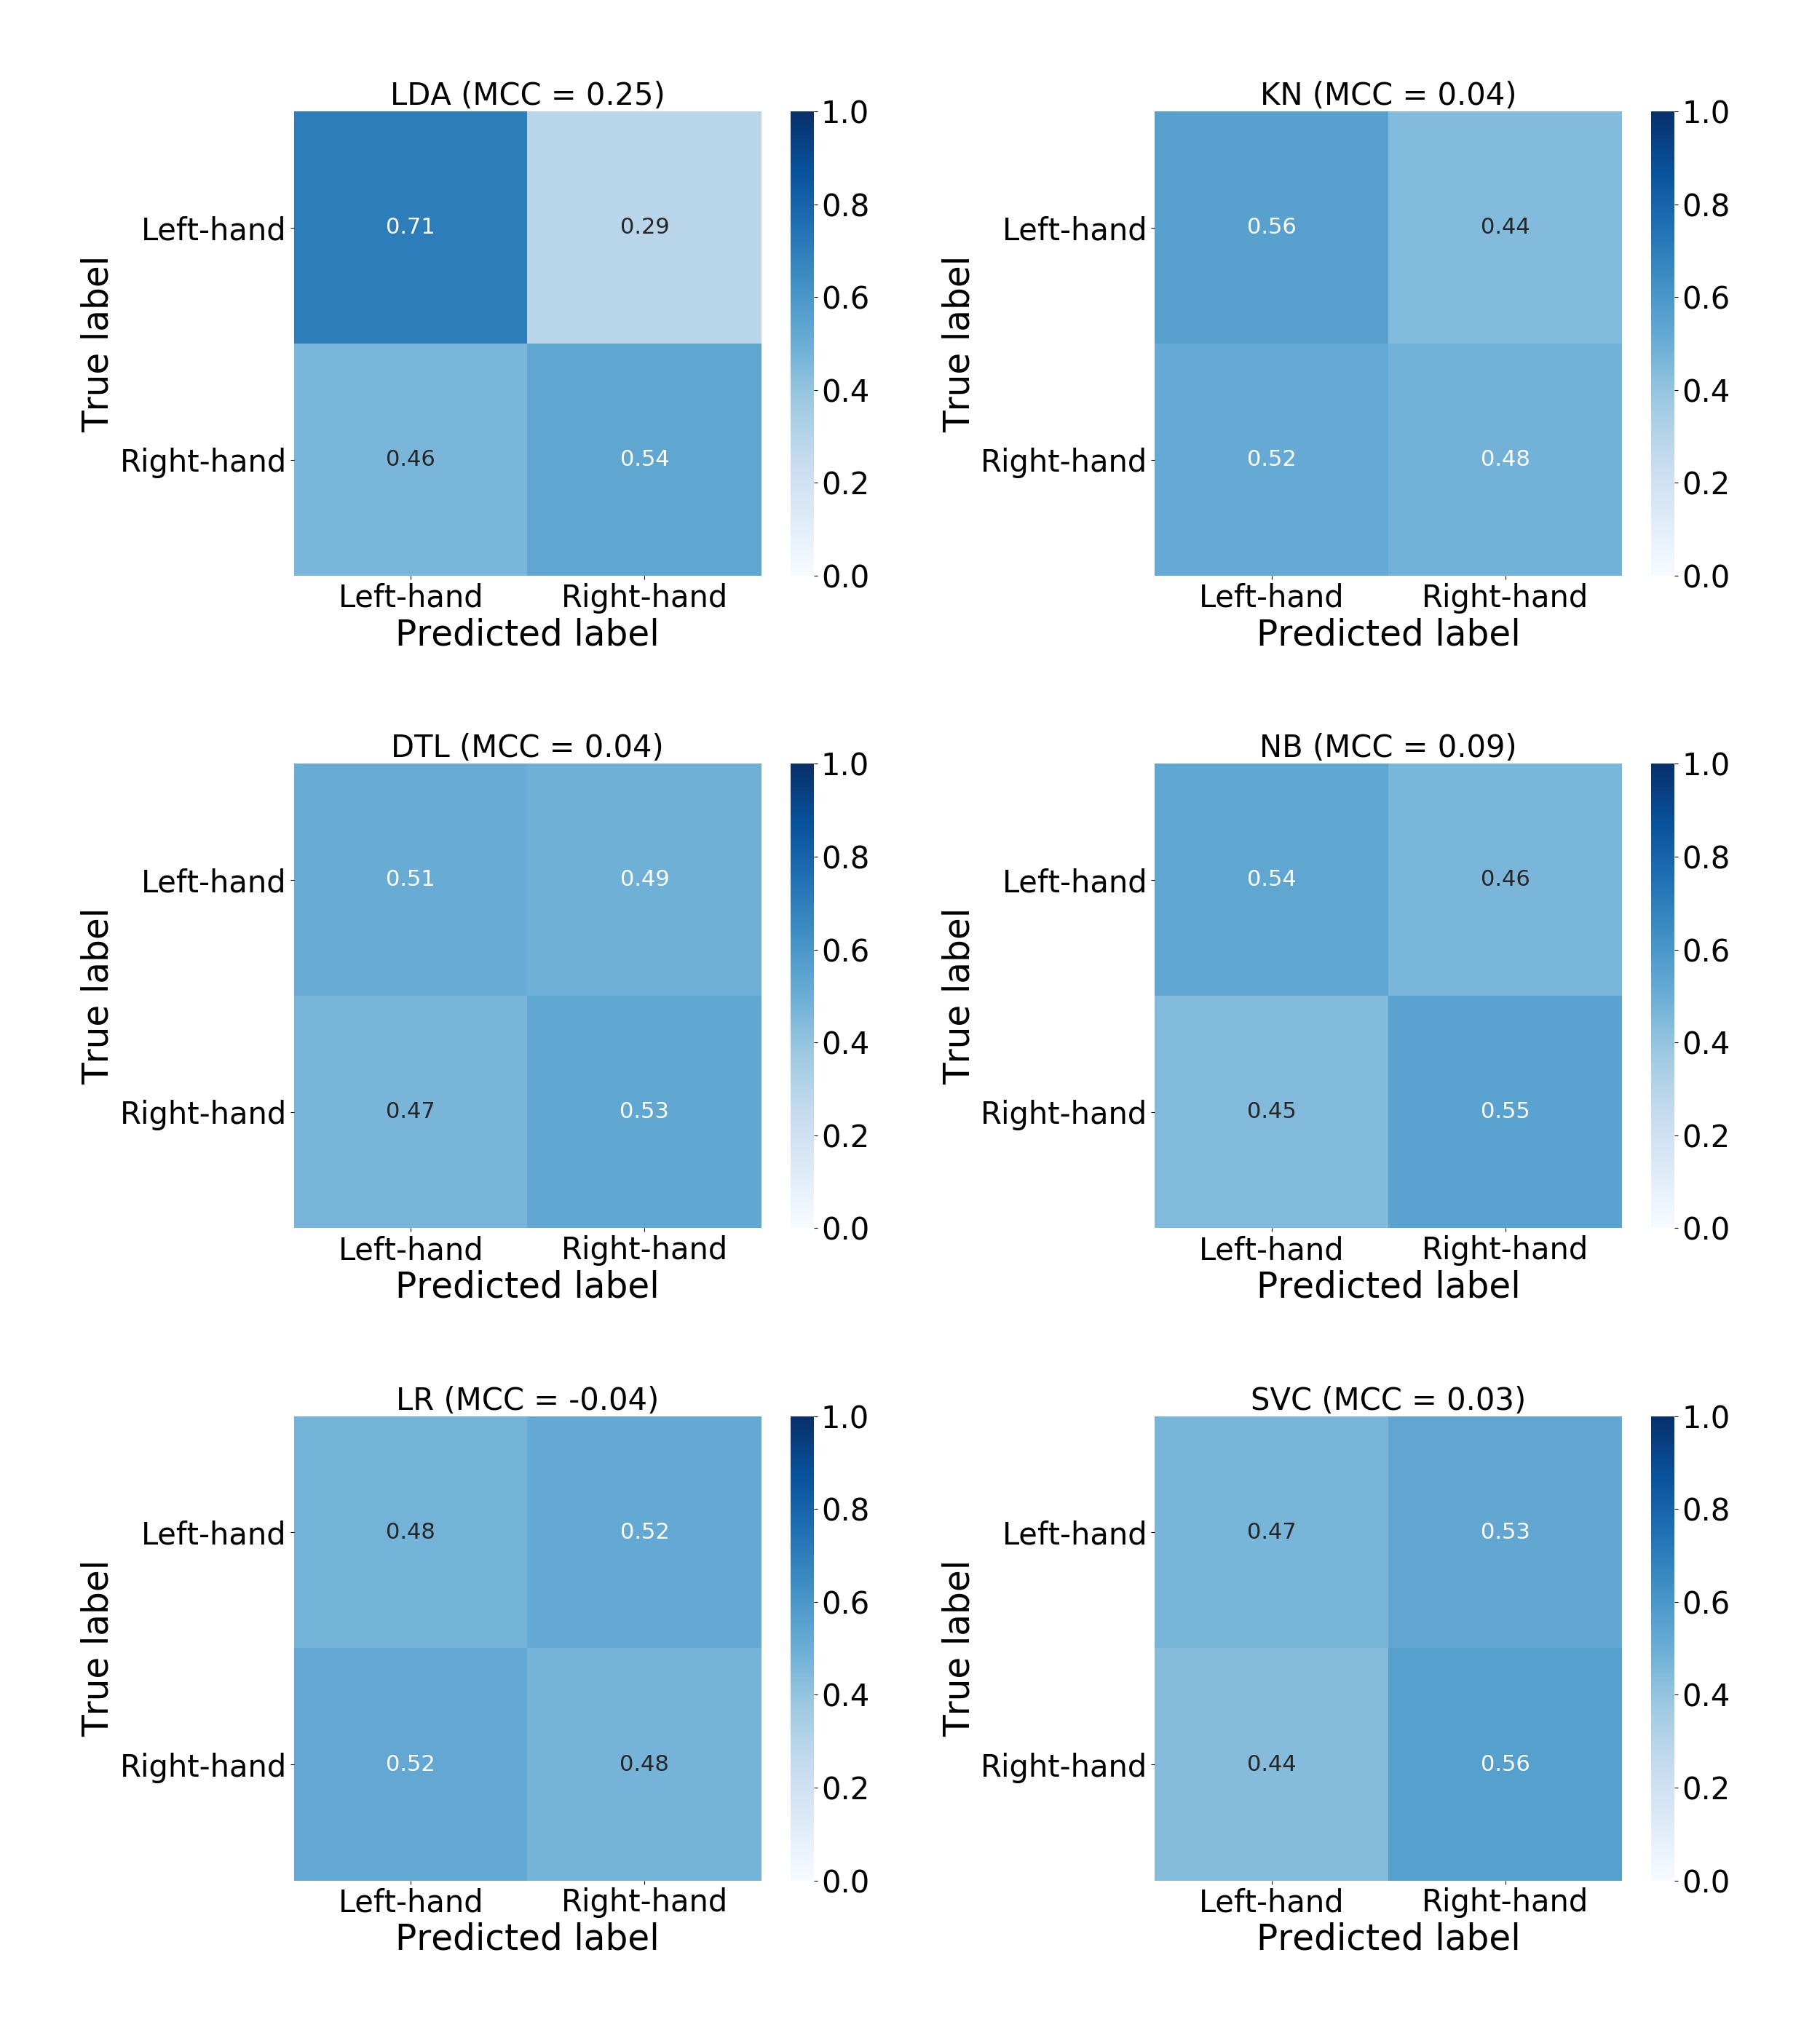 LDA (MCC = 0.25)
1.0
0.8
Left-hand
0.71
0.29
0.6
True label
0.4
Right-hand
0.46
0.54
0.2
0.0
Left-hand
Right-hand
Predicted label
KN (MCC = 0.04)
1.0
0.8
Left-hand
0.56
0.44
0.6
True label
0.4
Right-hand
0.52
0.48
0.2
0.0
Left-hand
Right-hand
Predicted label
DTL (MCC = 0.04)
1.0
0.8
Left-hand
0.51
0.49
0.6
True label
0.4
Right-hand
0.47
0.53
0.2
0.0
Left-hand
Right-hand
Predicted label
NB (MCC = 0.09)
1.0
0.8
Left-hand
0.54
0.46
0.6
True label
0.4
Right-hand
0.45
0.55
0.2
0.0
Left-hand
Right-hand
Predicted label
LR (MCC = -0.04)
1.0
0.8
Left-hand
0.48
0.52
0.6
True label
0.4
Right-hand
0.52
0.48
0.2
0.0
Left-hand
Right-hand
Predicted label
SVC (MCC = 0.03)
1.0
0.8
Left-hand
0.47
0.53
0.6
True label
0.4
Right-hand
0.44
0.56
0.2
0.0
Left-hand
Right-hand
Predicted label